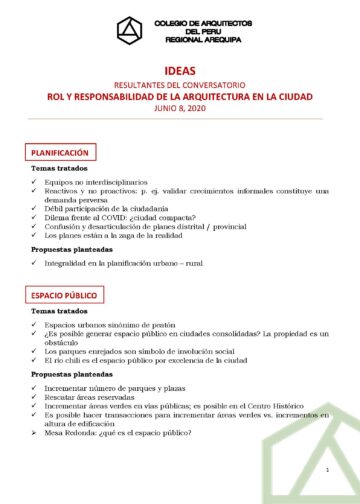 COLEGIO DE ARQUITECTOS
DEL PERU
REGIONAL AREQUIPA
IDEAS
RESULTANTES DEL CONVERSATORIO
ROL Y RESPONSABILIDAD DE LA ARQUITECTURA EN LA CIUDAD
JUNIO 8, 2020
PLANIFICACIÓN
Temas tratados
✓ Equipos no interdisciplinarios
✓ Reactivos y no proactivos: p. ej. validar crecimientos informales constituye una
demanda perversa
✓ Débil participación de la ciudadanía
✓ Dilema frente al COVID: ¿ciudad compacta?
✓ Confusión y desarticulación de planes distrital / provincial
✓ Los planes están a la zaga de la realidad
Propuestas planteadas
✓ Integralidad en la planificación urbano – rural
ESPACIO PÚBLICO
Temas tratados
✓ Espacios urbanos sinónimo de peatón
✓ ¿Es posible generar espacio público en ciudades consolidadas? La propiedad es un
obstáculo
✓ Los parques enrejados son símbolo de involución social
✓ El río chili es el espacio público por excelencia de la ciudad
Propuestas planteadas
✓ Incrementar número de parques y plazas
✓ Rescatar áreas reservadas
✓ Incrementar áreas verdes en vías públicas; es posible en el Centro Histórico
✓ Es posible hacer transacciones para incrementar áreas verdes vs. incrementos en
altura de edificación
➢ Mesa Redonda: ¿qué es el espacio público?
1